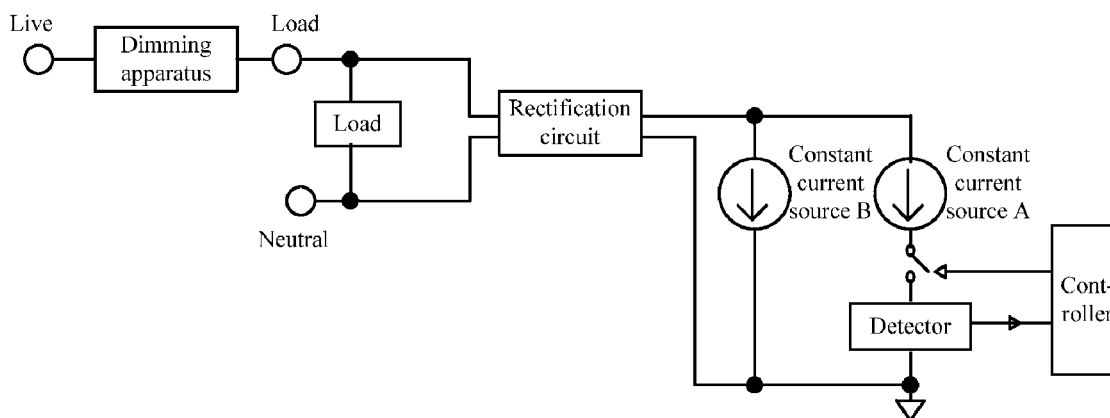 Live
Dimming
apparatus
Load
Load
Neutral
Rectification
circuit
Constant
current
source B
Constant
current
source A
Detector
Cont-
roller